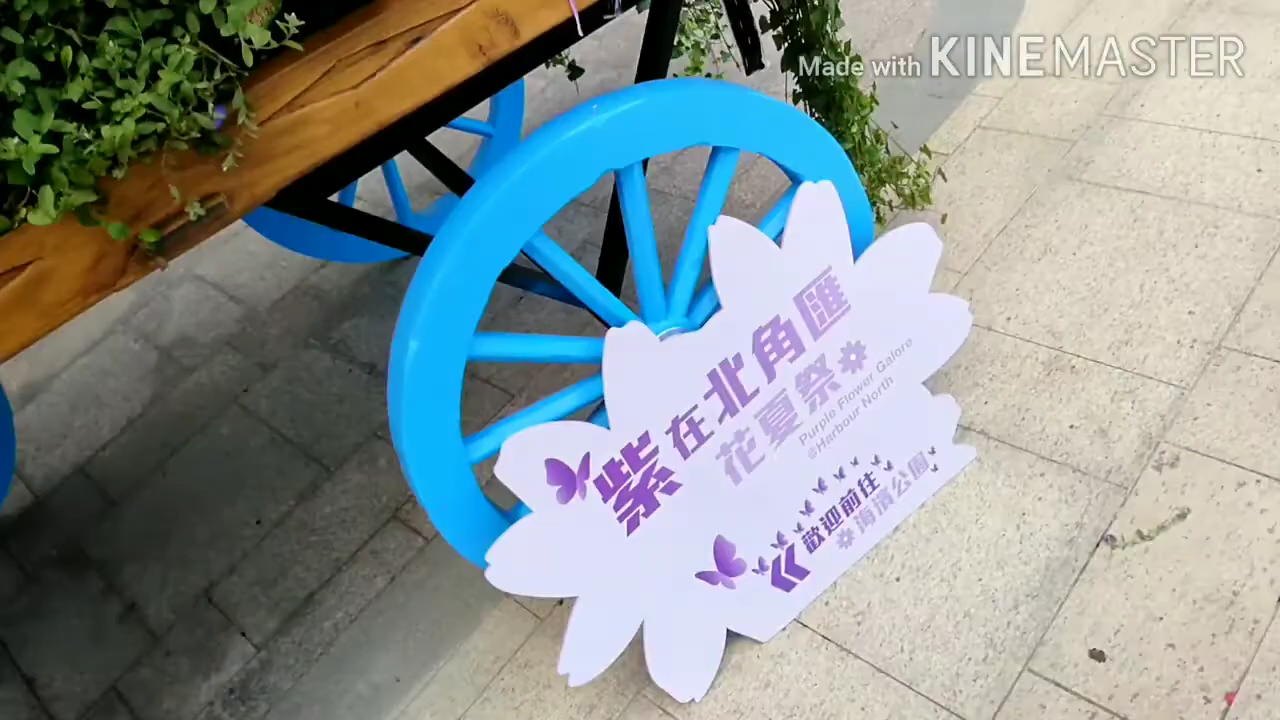 Made with KINEMASTER
紫在北角匯
花夏祭
Purple Flower Galore
@Harbour North
歡迎前往
海濱公園